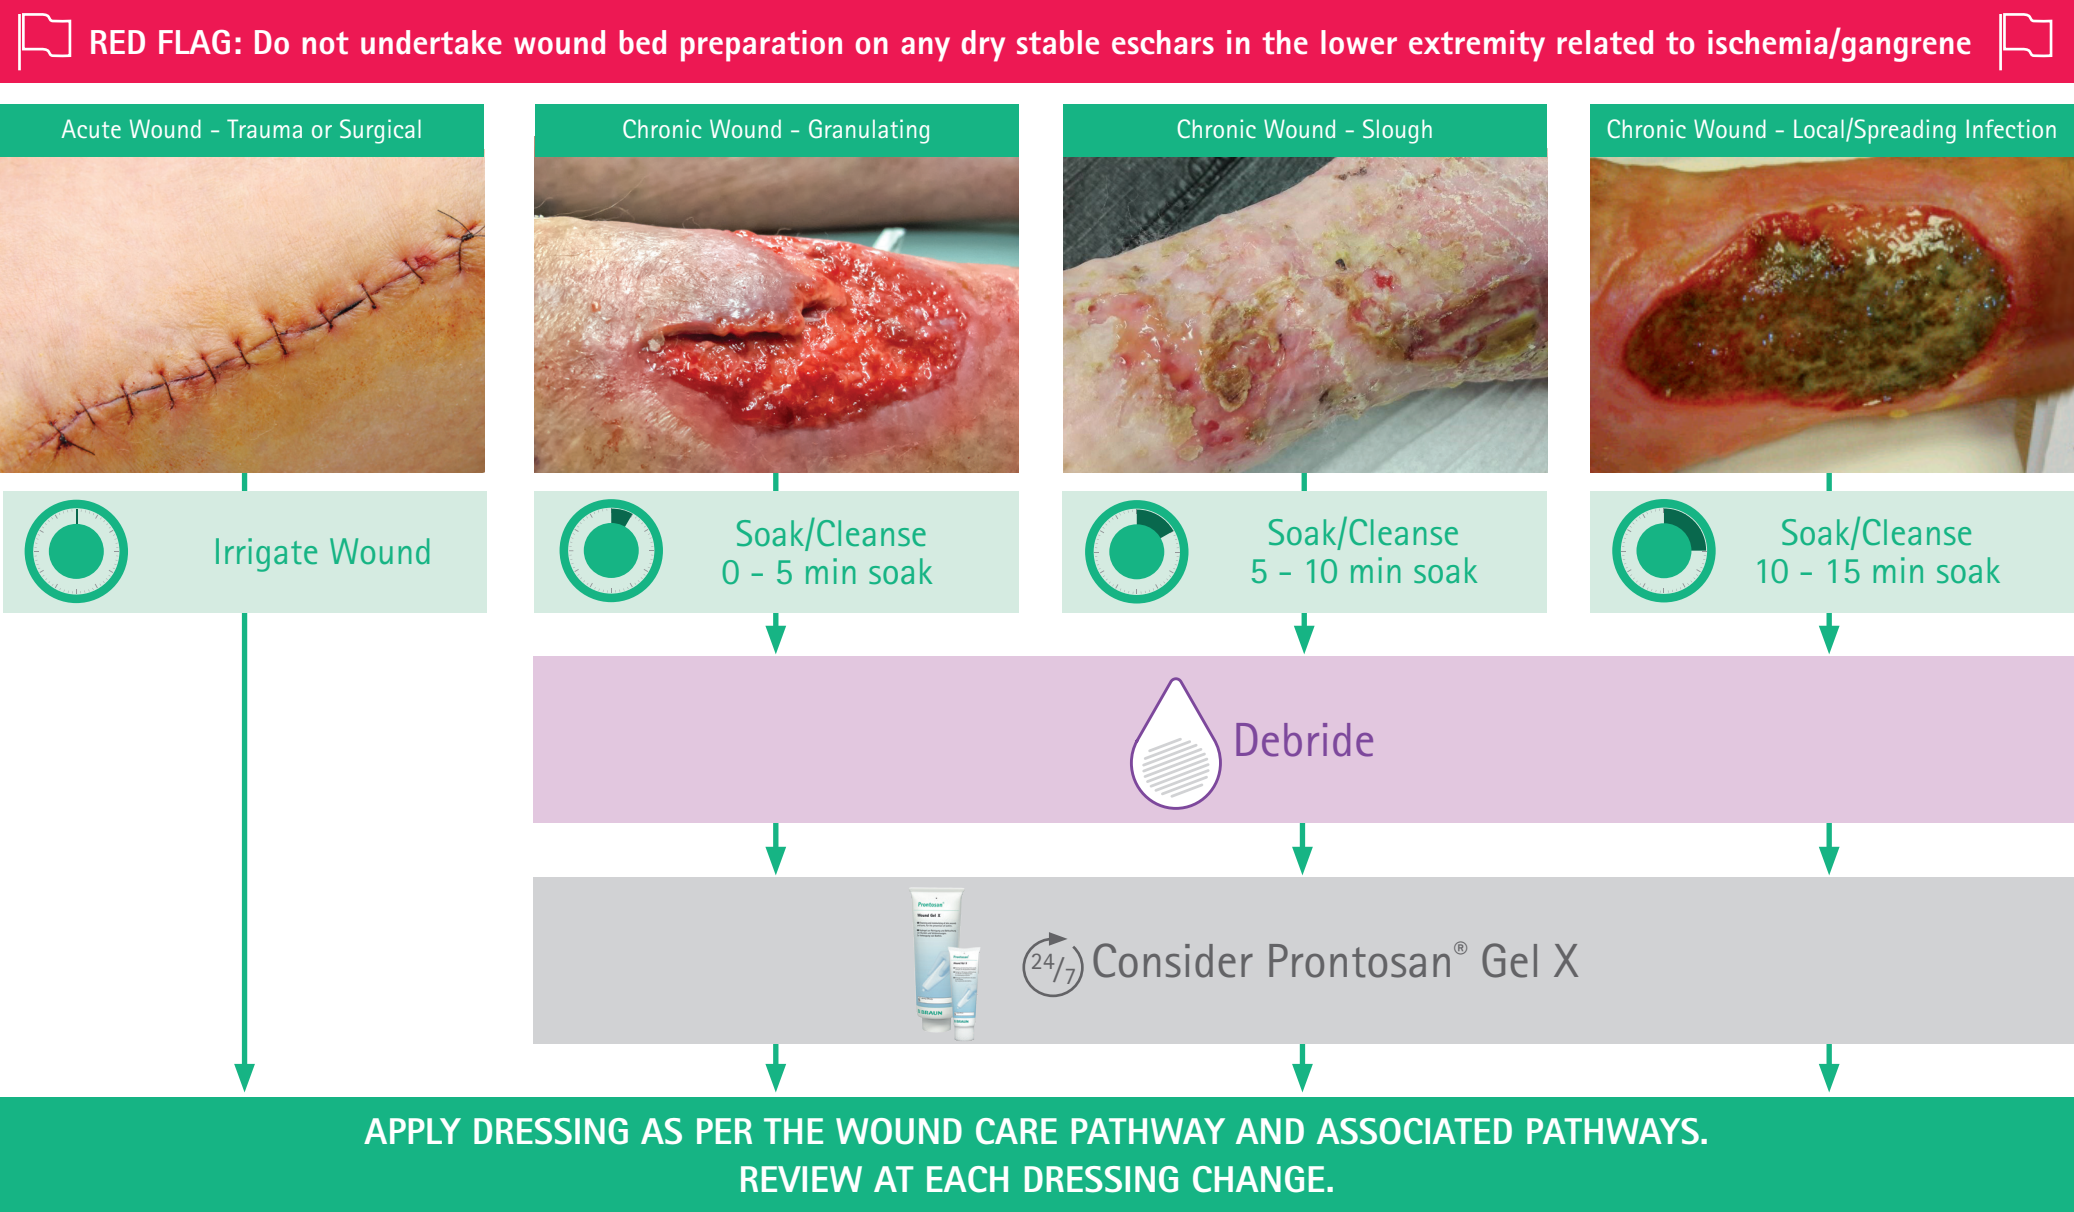 RED FLAG: Do not undertake wound bed preparation on any dry stable eschars in the lower extremity related to ischemia/gangrene
Acute Wound - Trauma or Surgical
Chronic Wound - Granulating
Chronic Wound - Slough
Chronic Wound - Local/Spreading Infection
Irrigate Wound
Soak/Cleanse
0 - 5 min soak
Soak/Cleanse
5 - 10 min soak
Soak/Cleanse
10 - 15 min soak
Debride
Prontosan®
Wound Gel X
B BRAUN
24/7
Consider Prontosan® Gel X
APPLY DRESSING AS PER THE WOUND CARE PATHWAY AND ASSOCIATED PATHWAYS.
REVIEW AT EACH DRESSING CHANGE.